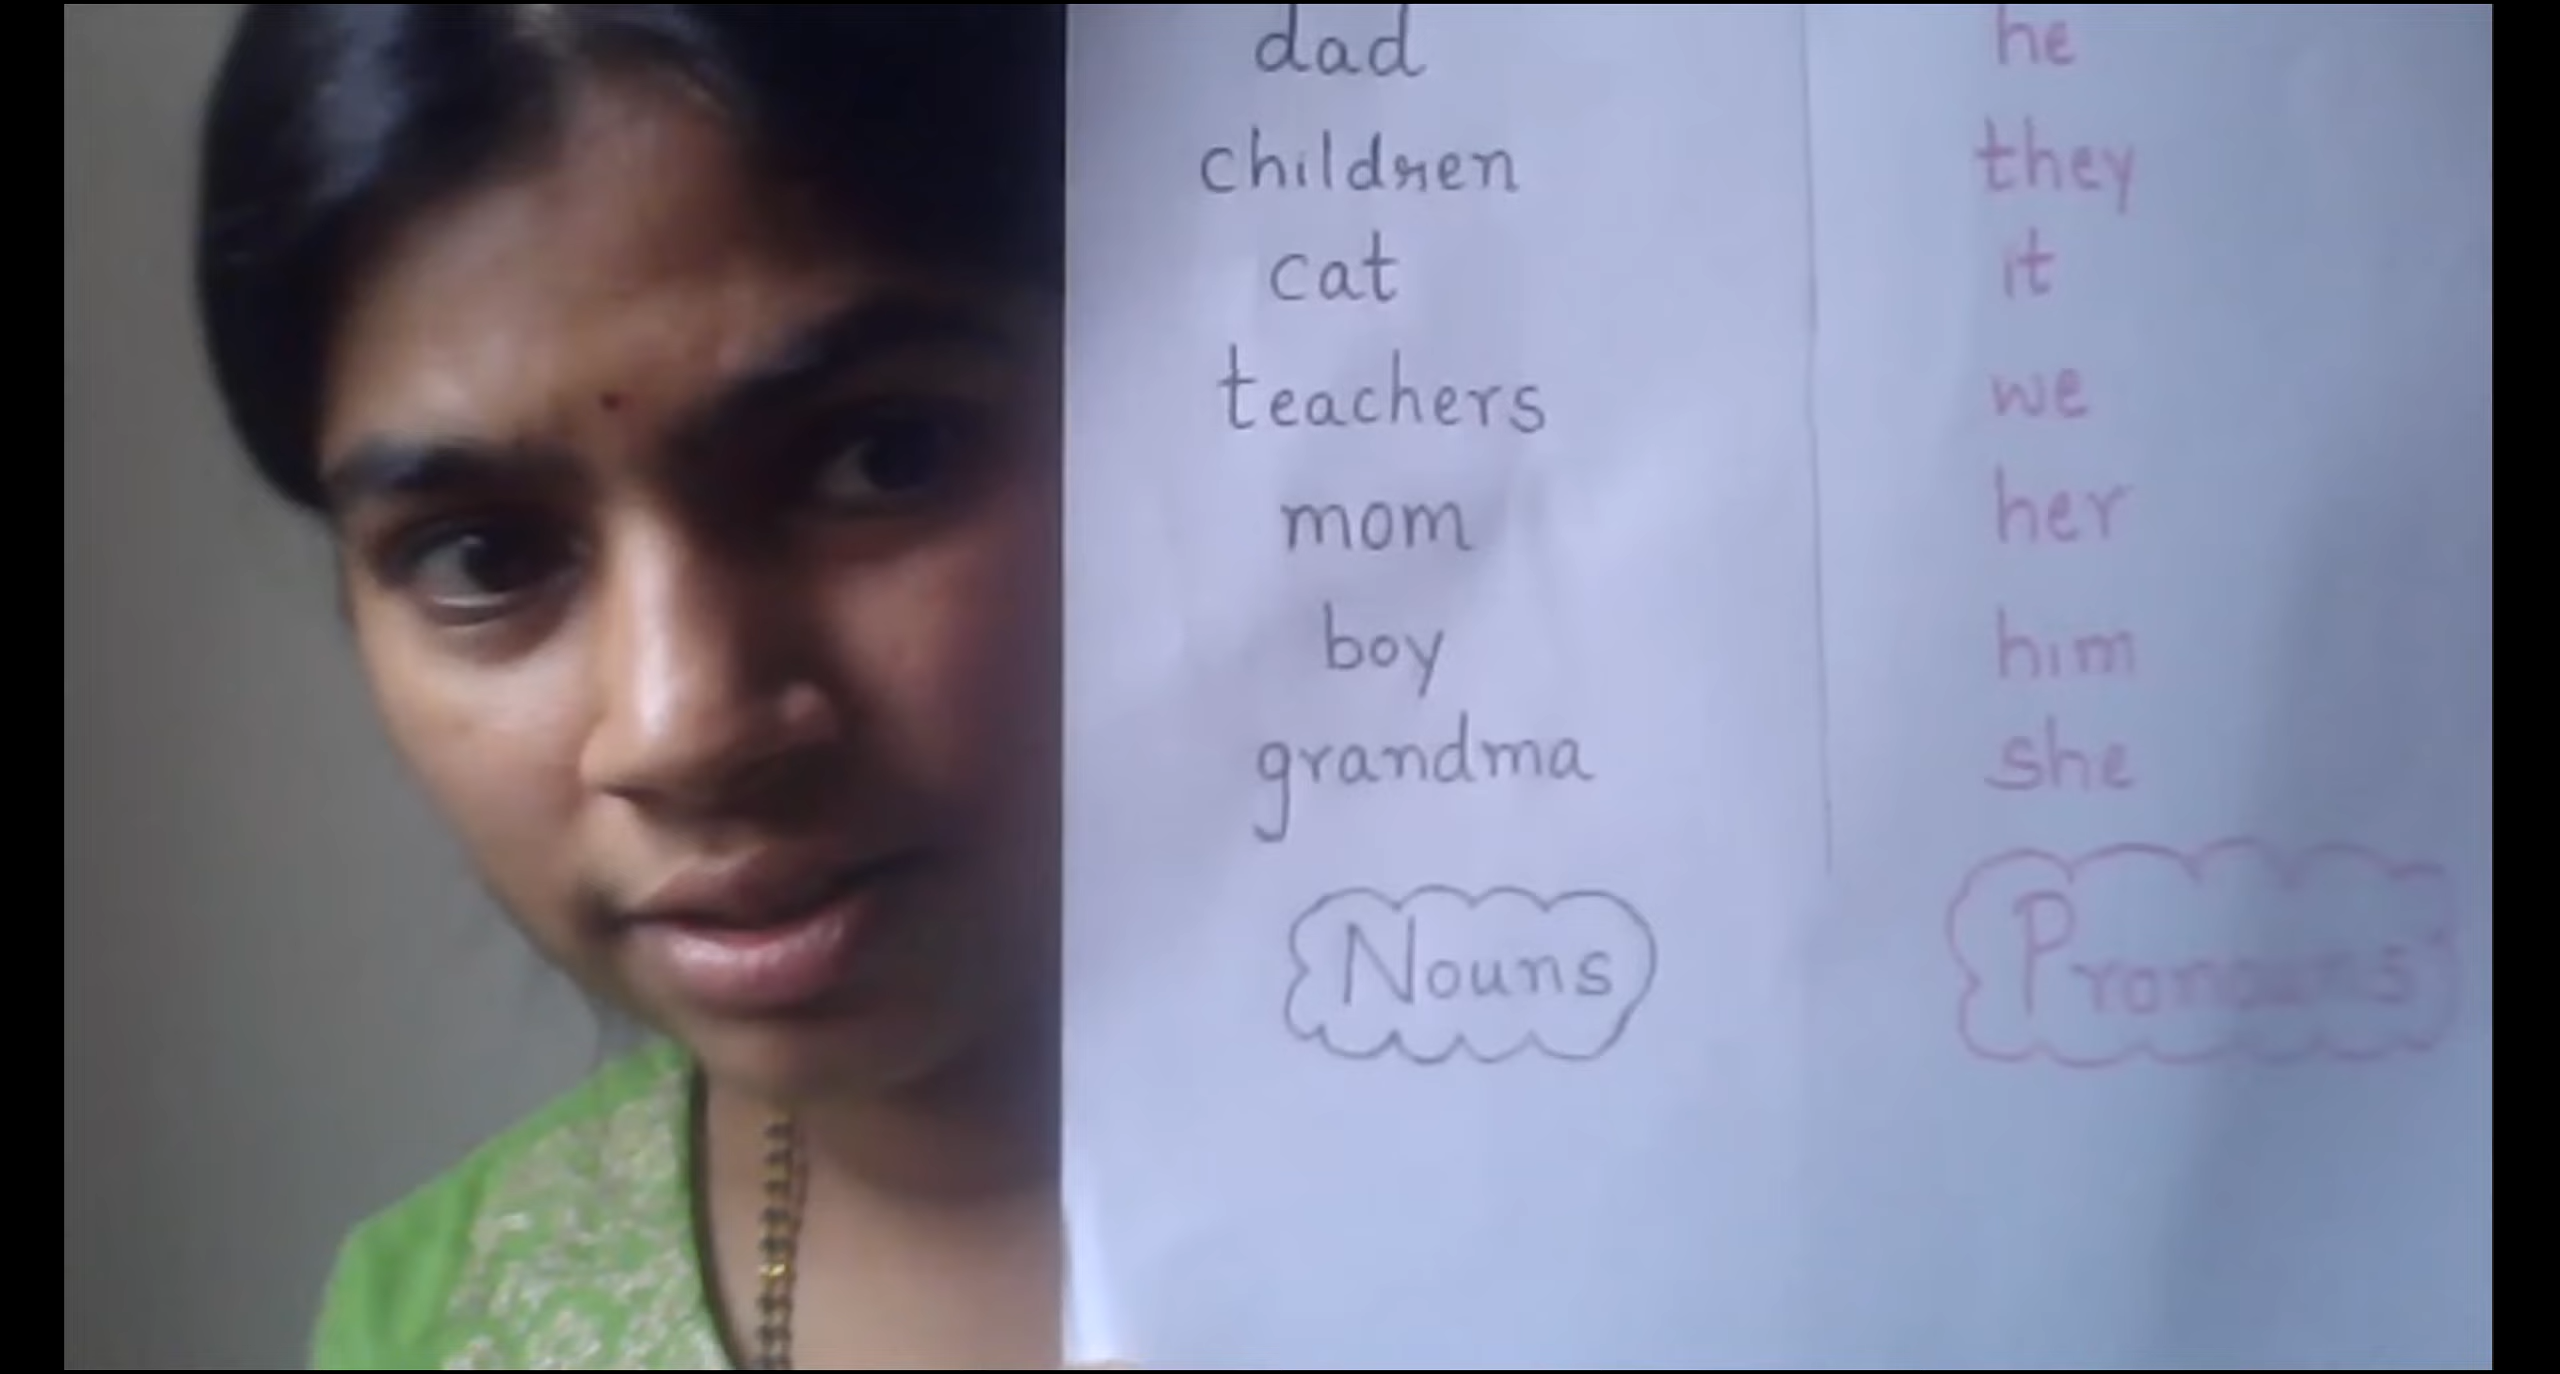 dad he
children they
cat it
teachers we
mom her
boy him
grandma she
Nouns Pronouns